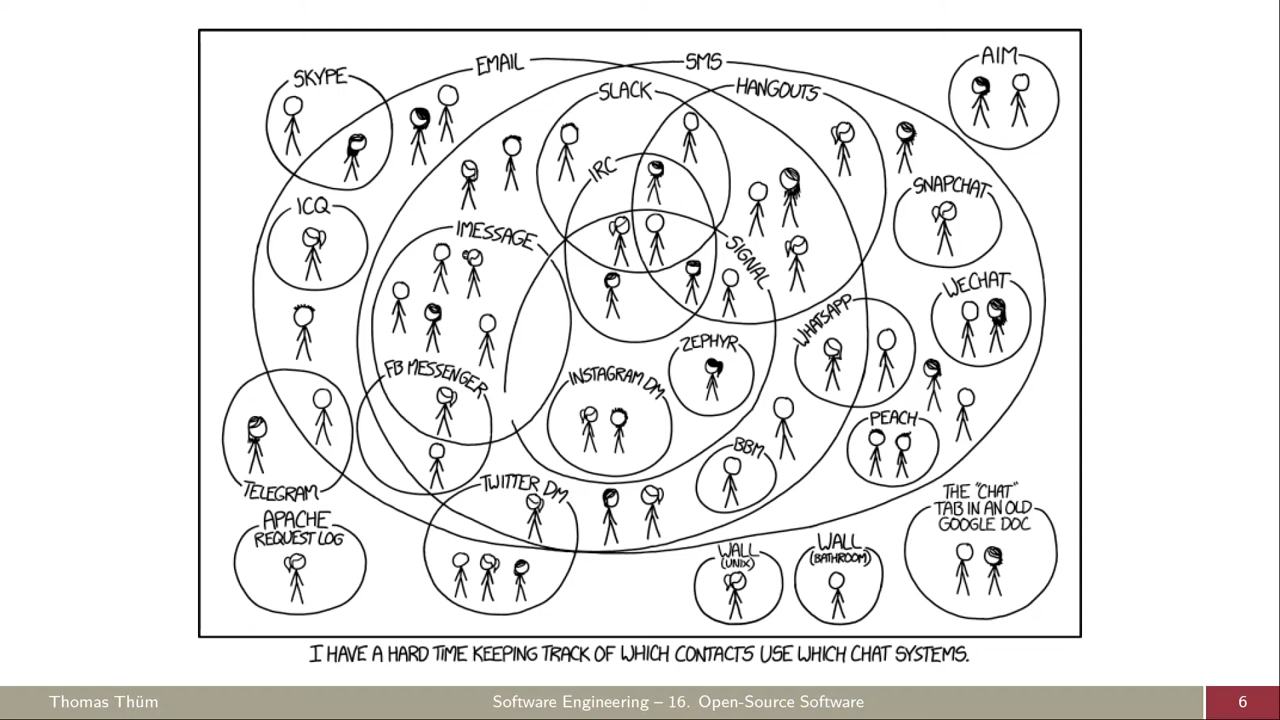 SKYPE
EMAIL
SMS
AIM
SLACK
HANGOUTS
IRC
SNAPCHAT
ICQ
IMESSAGE
SIGNAL
WECHAT
WHATSAPP
ZEPHYR
FB MESSENGER
INSTAGRAM DM
PEACH
BBM
TELEGRAM
TWITTER DM
THE "CHAT"
TAB IN AN OLD
GOOGLE DOC
APACHE
REQUEST LOG
WALL
(UNIX)
WALL
(BATHROOM)
I HAVE A HARD TIME KEEPING TRACK OF WHICH CONTACTS USE WHICH CHAT SYSTEMS.
Thomas Thüm
Software Engineering – 16. Open-Source Software
6